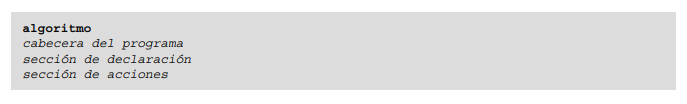 algoritmo
cabecera del programa
sección de declaración
sección de acciones